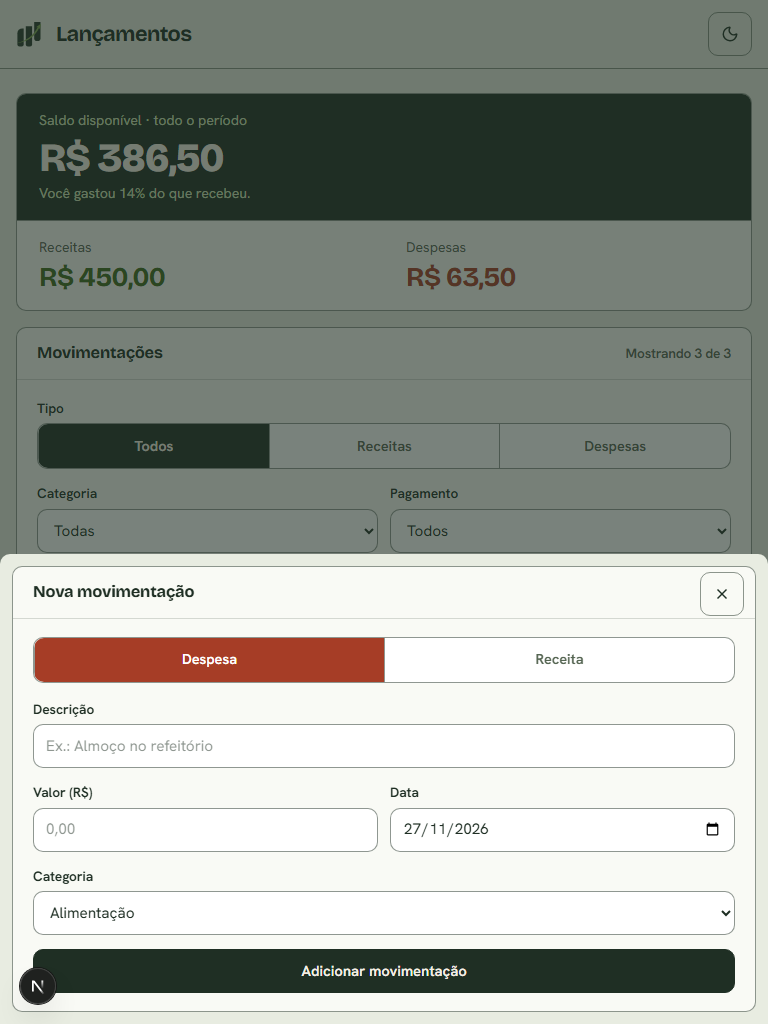 Lançamentos
Saldo disponível · todo o período
R$ 386,50
Você gastou 14% do que recebeu.
Receitas Despesas
R$ 450,00 R$ 63,50
Movimentações Mostrando 3 de 3
Tipo
Todos Receitas Despesas
Categoria Pagamento
Todas Todos
Nova movimentação
Despesa Receita
Descrição
Ex.: Almoço no refeitório
Valor (R$) Data
0,00 27/11/2026
Categoria
Alimentação
Adicionar movimentação
N